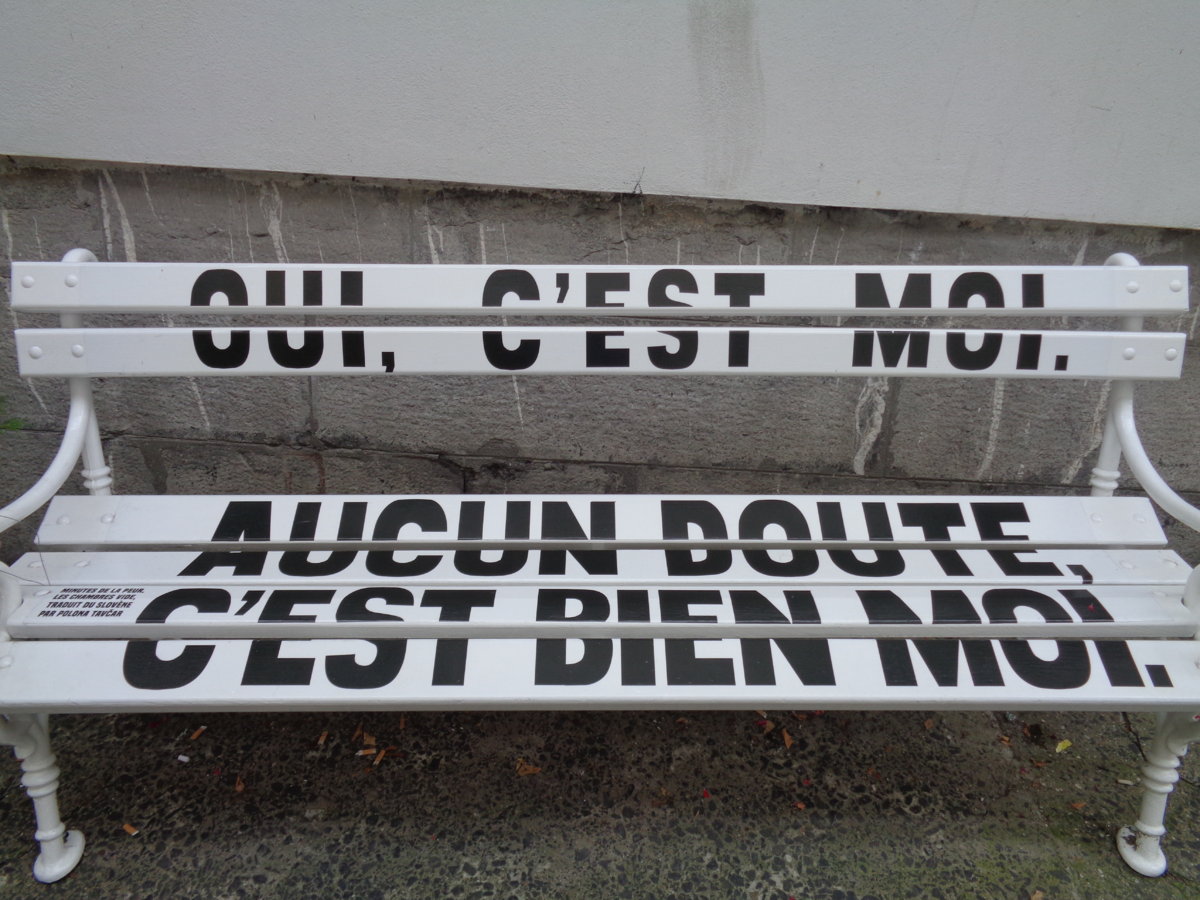 OUI, C'EST MOI.
AUCUN DOUTE,
C'EST BIEN MOI.
MINUTES DE LA PEUR,
LES CHAMBRES VIDE,
TRADUIT DU SLOVÈNE
PAR POLONA TAVČAR